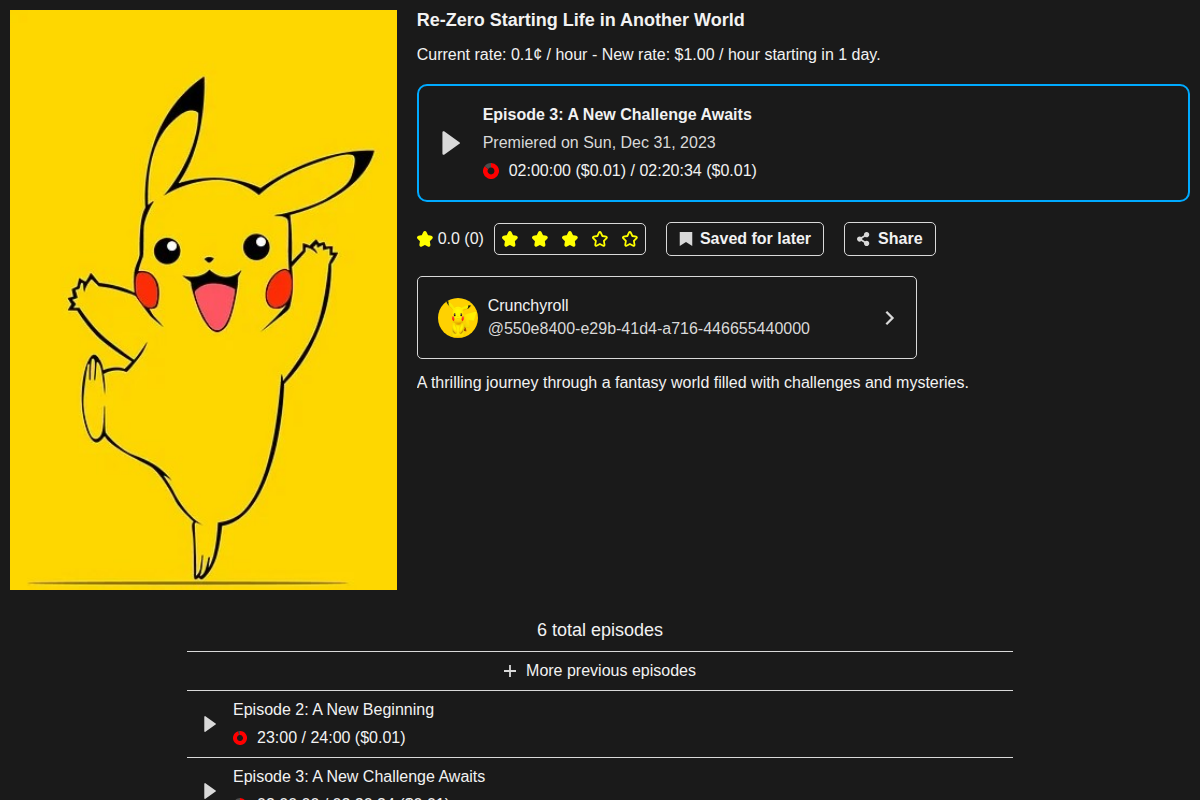 Re-Zero Starting Life in Another World
Current rate: 0.1¢ / hour - New rate: $1.00 / hour starting in 1 day.
Episode 3: A New Challenge Awaits
Premiered on Sun, Dec 31, 2023
02:00:00 ($0.01) / 02:20:34 ($0.01)
0.0 (0)
Saved for later
Share
Crunchyroll
@550e8400-e29b-41d4-a716-446655440000
A thrilling journey through a fantasy world filled with challenges and mysteries.
6 total episodes
More previous episodes
Episode 2: A New Beginning
23:00 / 24:00 ($0.01)
Episode 3: A New Challenge Awaits